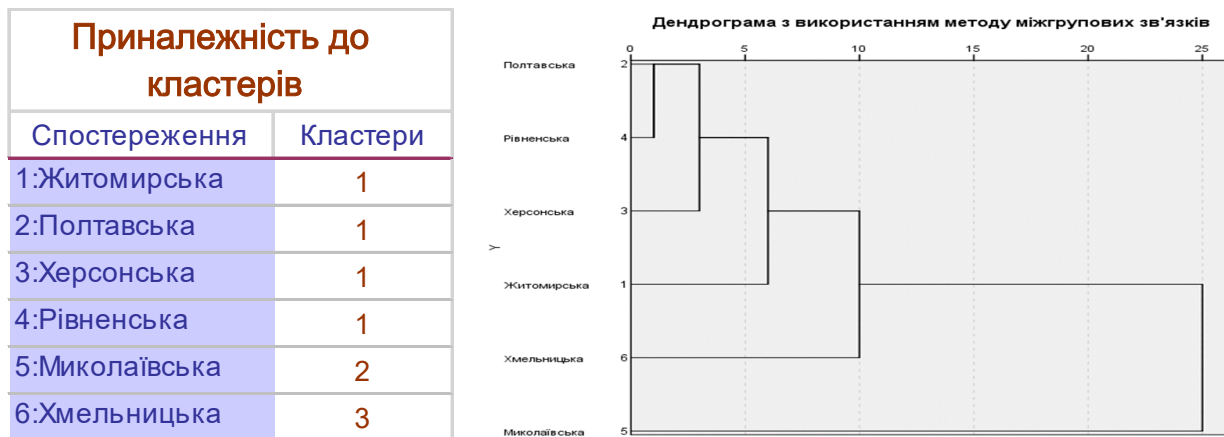 Приналежність до
кластерів
Спостереження Кластери
1:Житомирська 1
2:Полтавська 1
3:Херсонська 1
4:Рівненська 1
5:Миколаївська 2
6:Хмельницька 3
Дендрограма з використанням методу міжгрупових зв'язків
0 5 10 15 20 25
Полтавська 2
Рівненська 4
Херсонська 3
Y
Житомирська 1
Хмельницька 6
Миколаївська 5